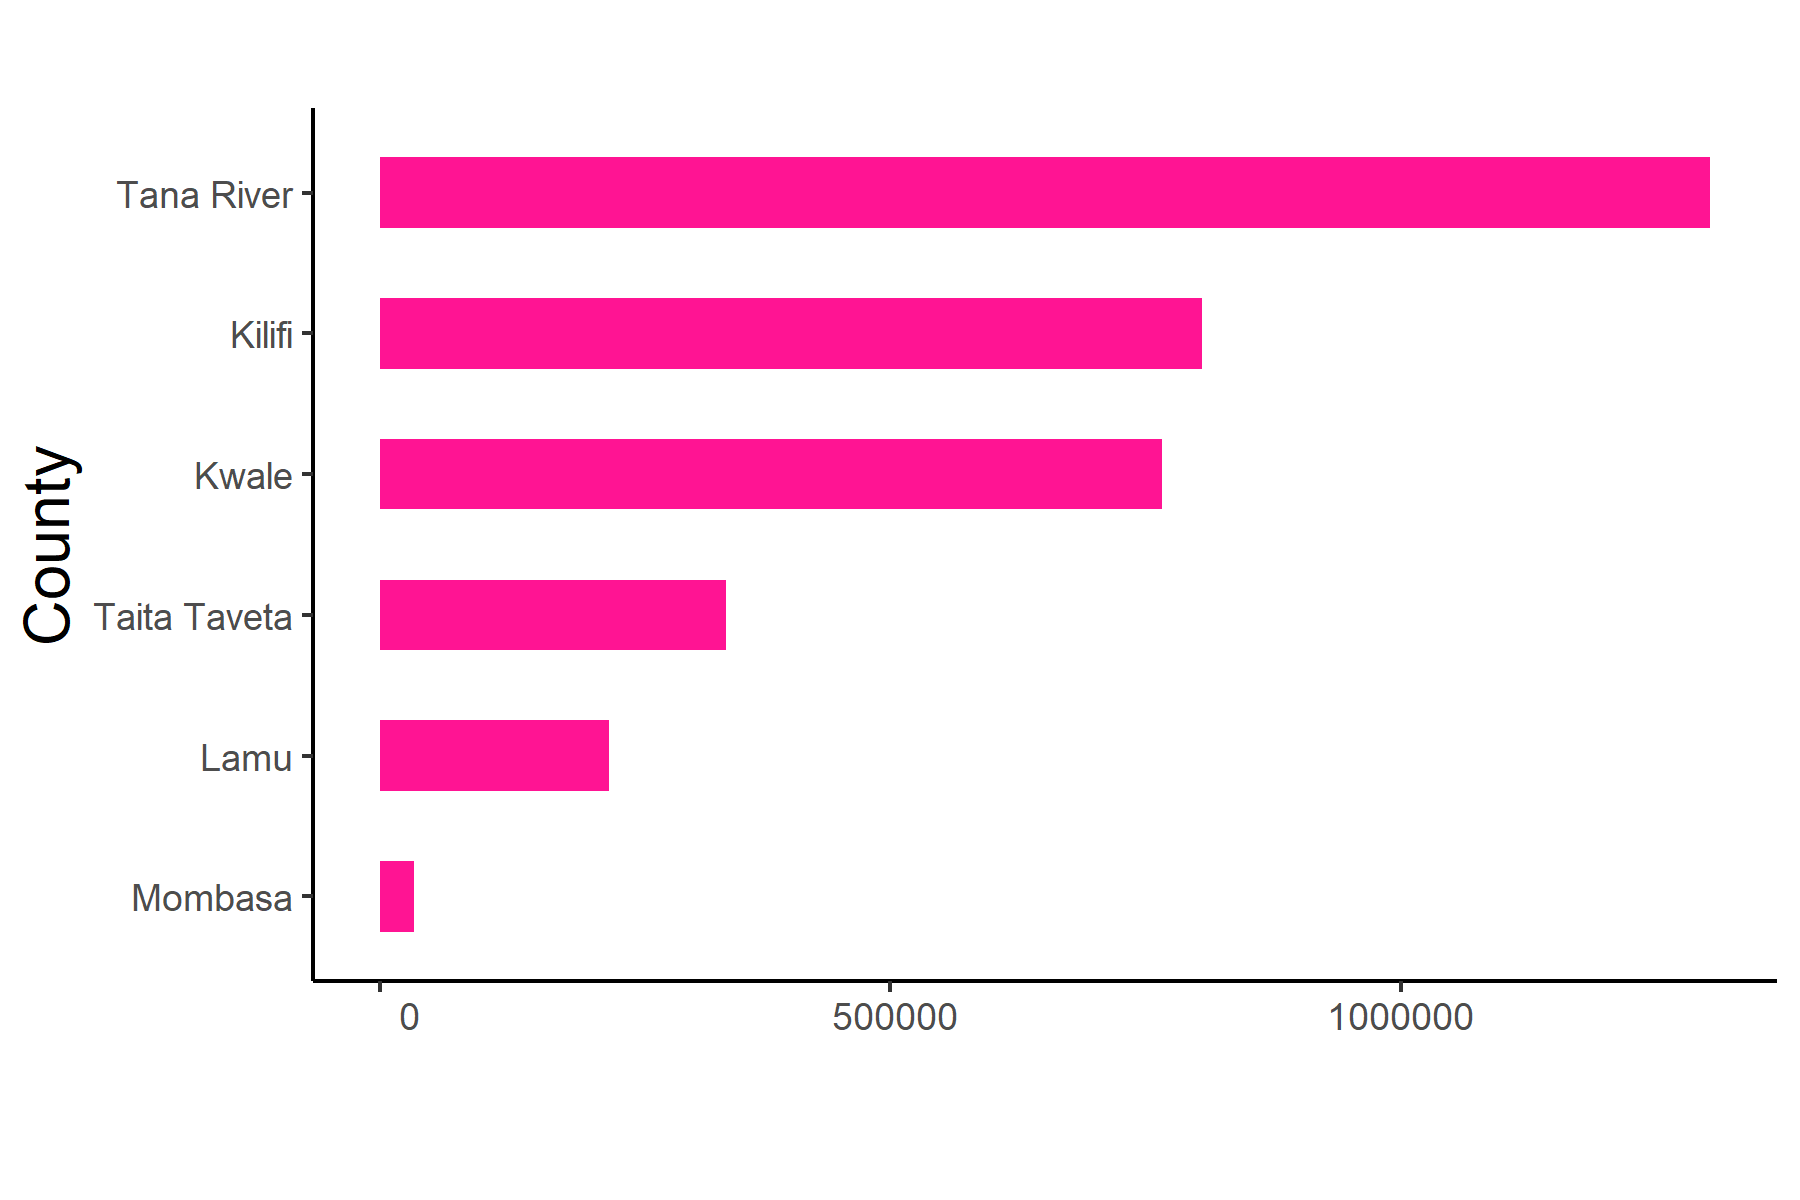 County
Tana River
Kilifi
Kwale
Taita Taveta
Lamu
Mombasa
0 500000 1000000